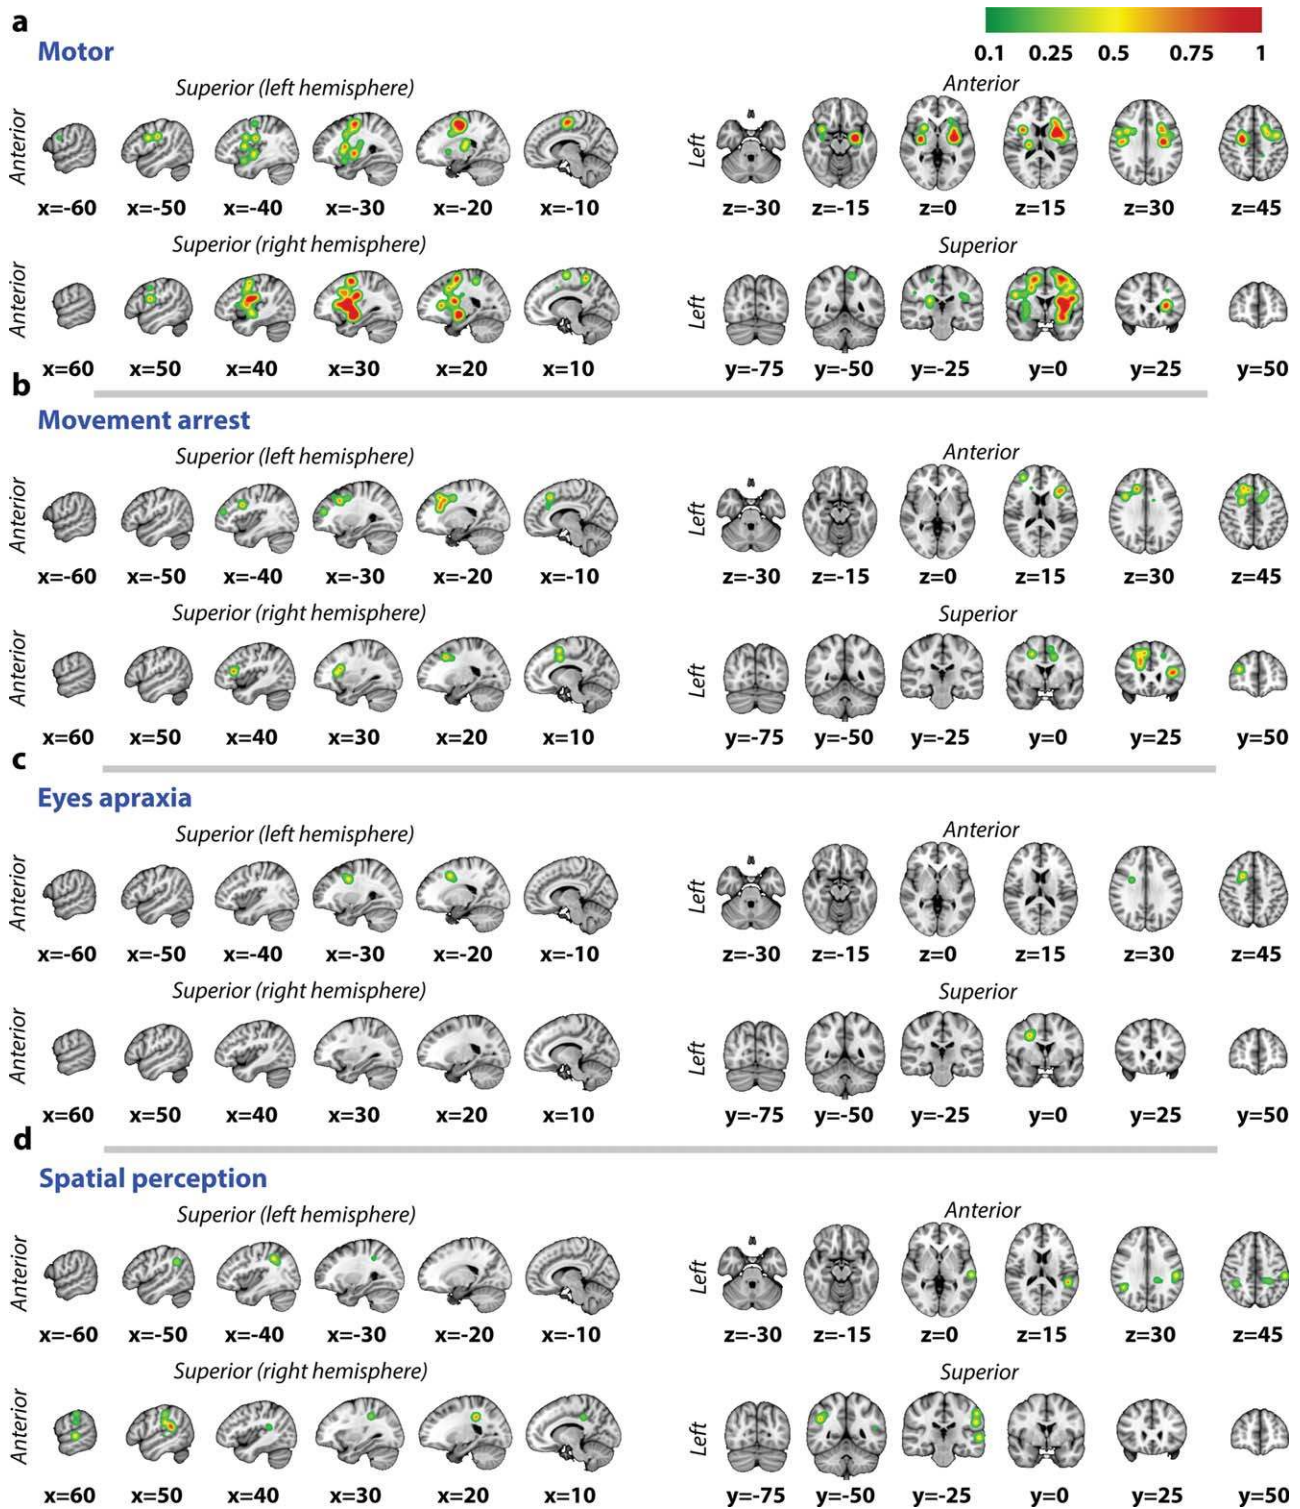 a
Motor
0.1 0.25 0.5 0.75 1
Superior (left hemisphere)
Anterior
Anterior
Left
x=-60 x=-50 x=-40 x=-30 x=-20 x=-10
z=-30 z=-15 z=0 z=15 z=30 z=45
Superior (right hemisphere)
Superior
Anterior
Left
x=60 x=50 x=40 x=30 x=20 x=10
y=-75 y=-50 y=-25 y=0 y=25 y=50
b
Movement arrest
Superior (left hemisphere)
Anterior
Anterior
Left
x=-60 x=-50 x=-40 x=-30 x=-20 x=-10
z=-30 z=-15 z=0 z=15 z=30 z=45
Superior (right hemisphere)
Superior
Anterior
Left
x=60 x=50 x=40 x=30 x=20 x=10
y=-75 y=-50 y=-25 y=0 y=25 y=50
c
Eyes apraxia
Superior (left hemisphere)
Anterior
Anterior
Left
x=-60 x=-50 x=-40 x=-30 x=-20 x=-10
z=-30 z=-15 z=0 z=15 z=30 z=45
Superior (right hemisphere)
Superior
Anterior
Left
x=60 x=50 x=40 x=30 x=20 x=10
y=-75 y=-50 y=-25 y=0 y=25 y=50
d
Spatial perception
Superior (left hemisphere)
Anterior
Anterior
Left
x=-60 x=-50 x=-40 x=-30 x=-20 x=-10
z=-30 z=-15 z=0 z=15 z=30 z=45
Superior (right hemisphere)
Superior
Anterior
Left
x=60 x=50 x=40 x=30 x=20 x=10
y=-75 y=-50 y=-25 y=0 y=25 y=50